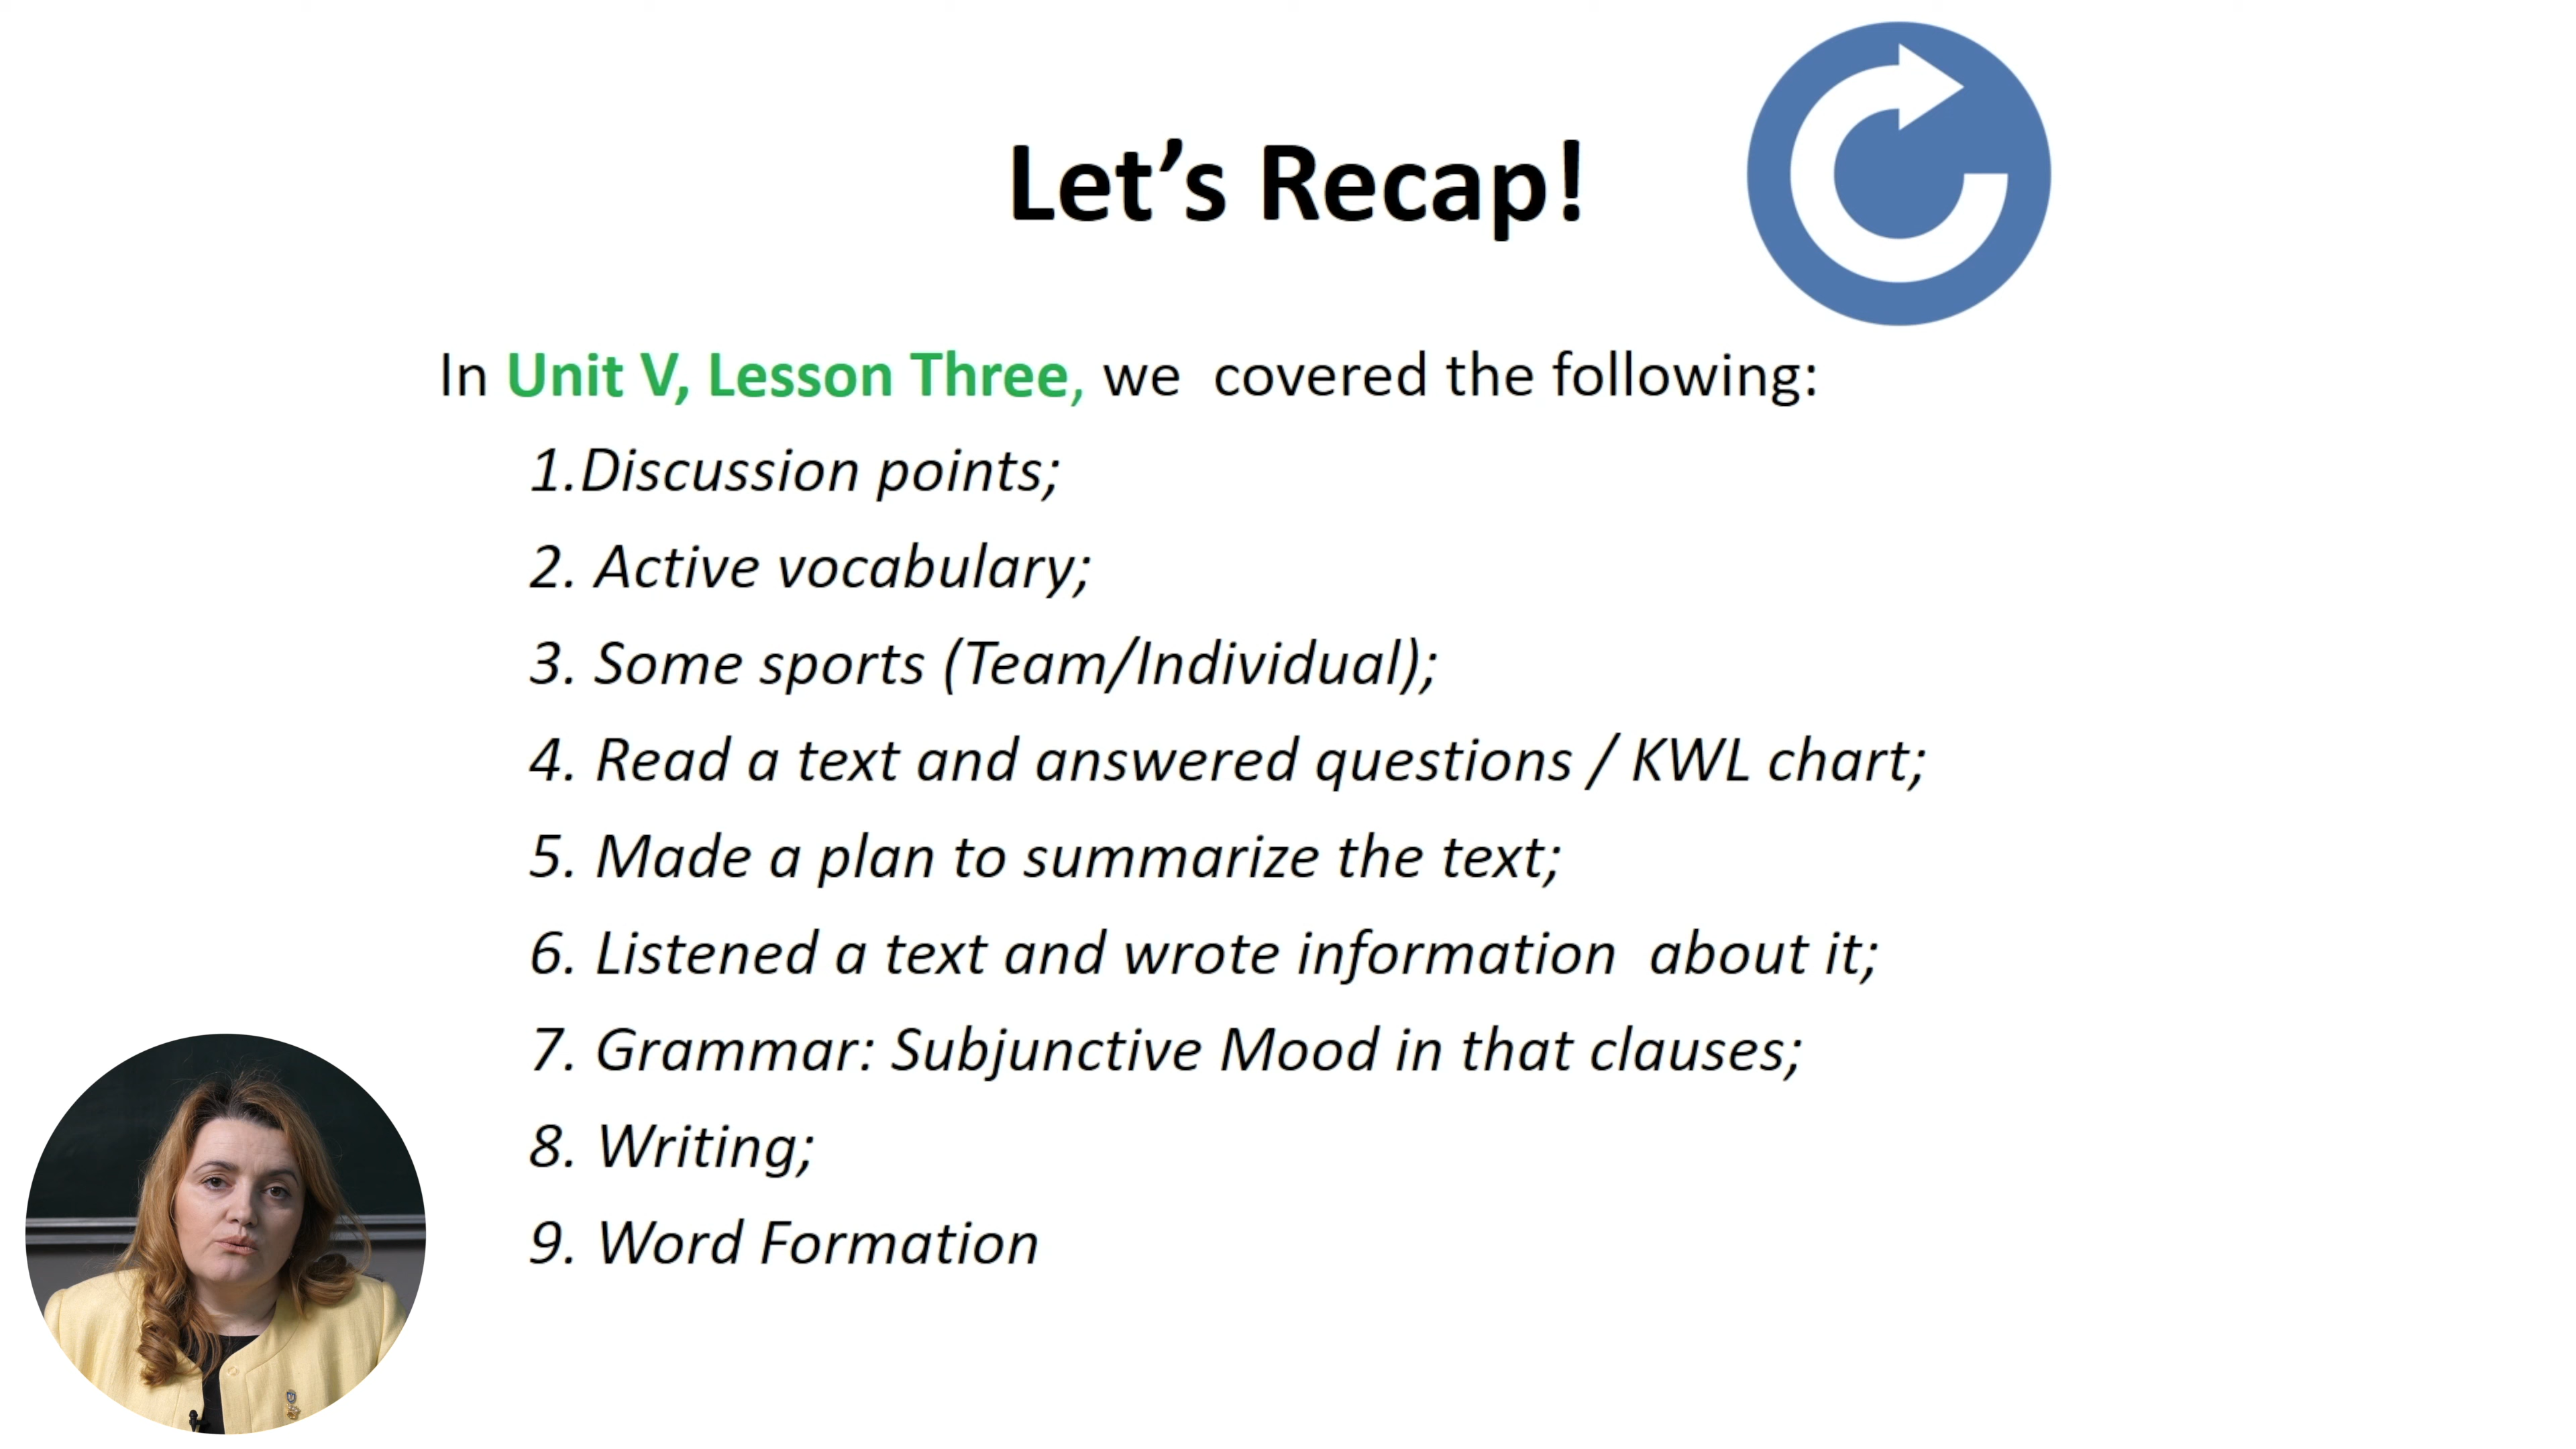 Let’s Recap!
In Unit V, Lesson Three, we  covered the following:
1.Discussion points;
2. Active vocabulary;
3. Some sports (Team/Individual);
4. Read a text and answered questions / KWL chart;
5. Made a plan to summarize the text;
6. Listened a text and wrote information  about it;
7. Grammar: Subjunctive Mood in that clauses;
8. Writing;
9. Word Formation